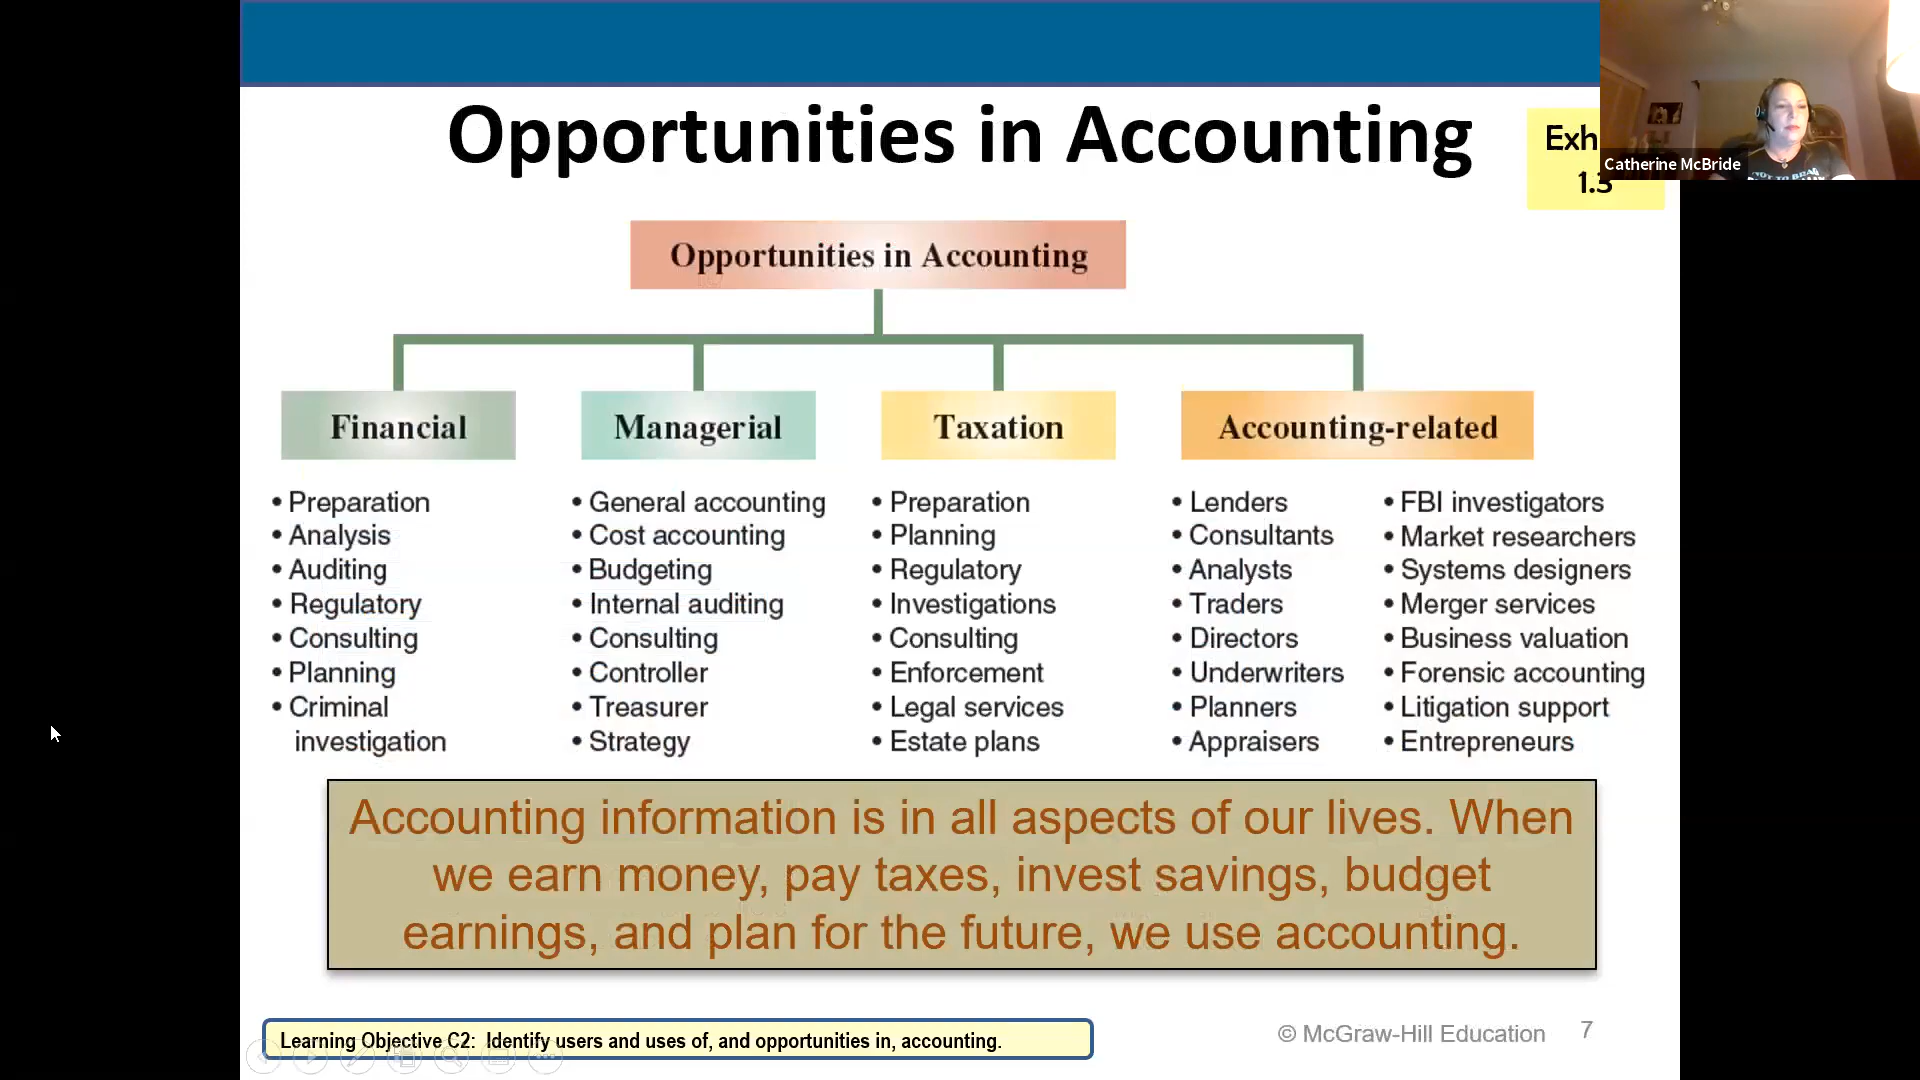 Opportunities in Accounting
Exh
1.3
Catherine McBride
NOT TO BRAG
Opportunities in Accounting
Financial
Managerial
Taxation
Accounting-related
• Preparation
• Analysis
• Auditing
• Regulatory
• Consulting
• Planning
• Criminal
investigation
• General accounting
• Cost accounting
• Budgeting
• Internal auditing
• Consulting
• Controller
• Treasurer
• Strategy
• Preparation
• Planning
• Regulatory
• Investigations
• Consulting
• Enforcement
• Legal services
• Estate plans
• Lenders
• Consultants
• Analysts
• Traders
• Directors
• Underwriters
• Planners
• Appraisers
• FBI investigators
• Market researchers
• Systems designers
• Merger services
• Business valuation
• Forensic accounting
• Litigation support
• Entrepreneurs
Accounting information is in all aspects of our lives. When
we earn money, pay taxes, invest savings, budget
earnings, and plan for the future, we use accounting.
Learning Objective C2: Identify users and uses of, and opportunities in, accounting.
© McGraw-Hill Education
7